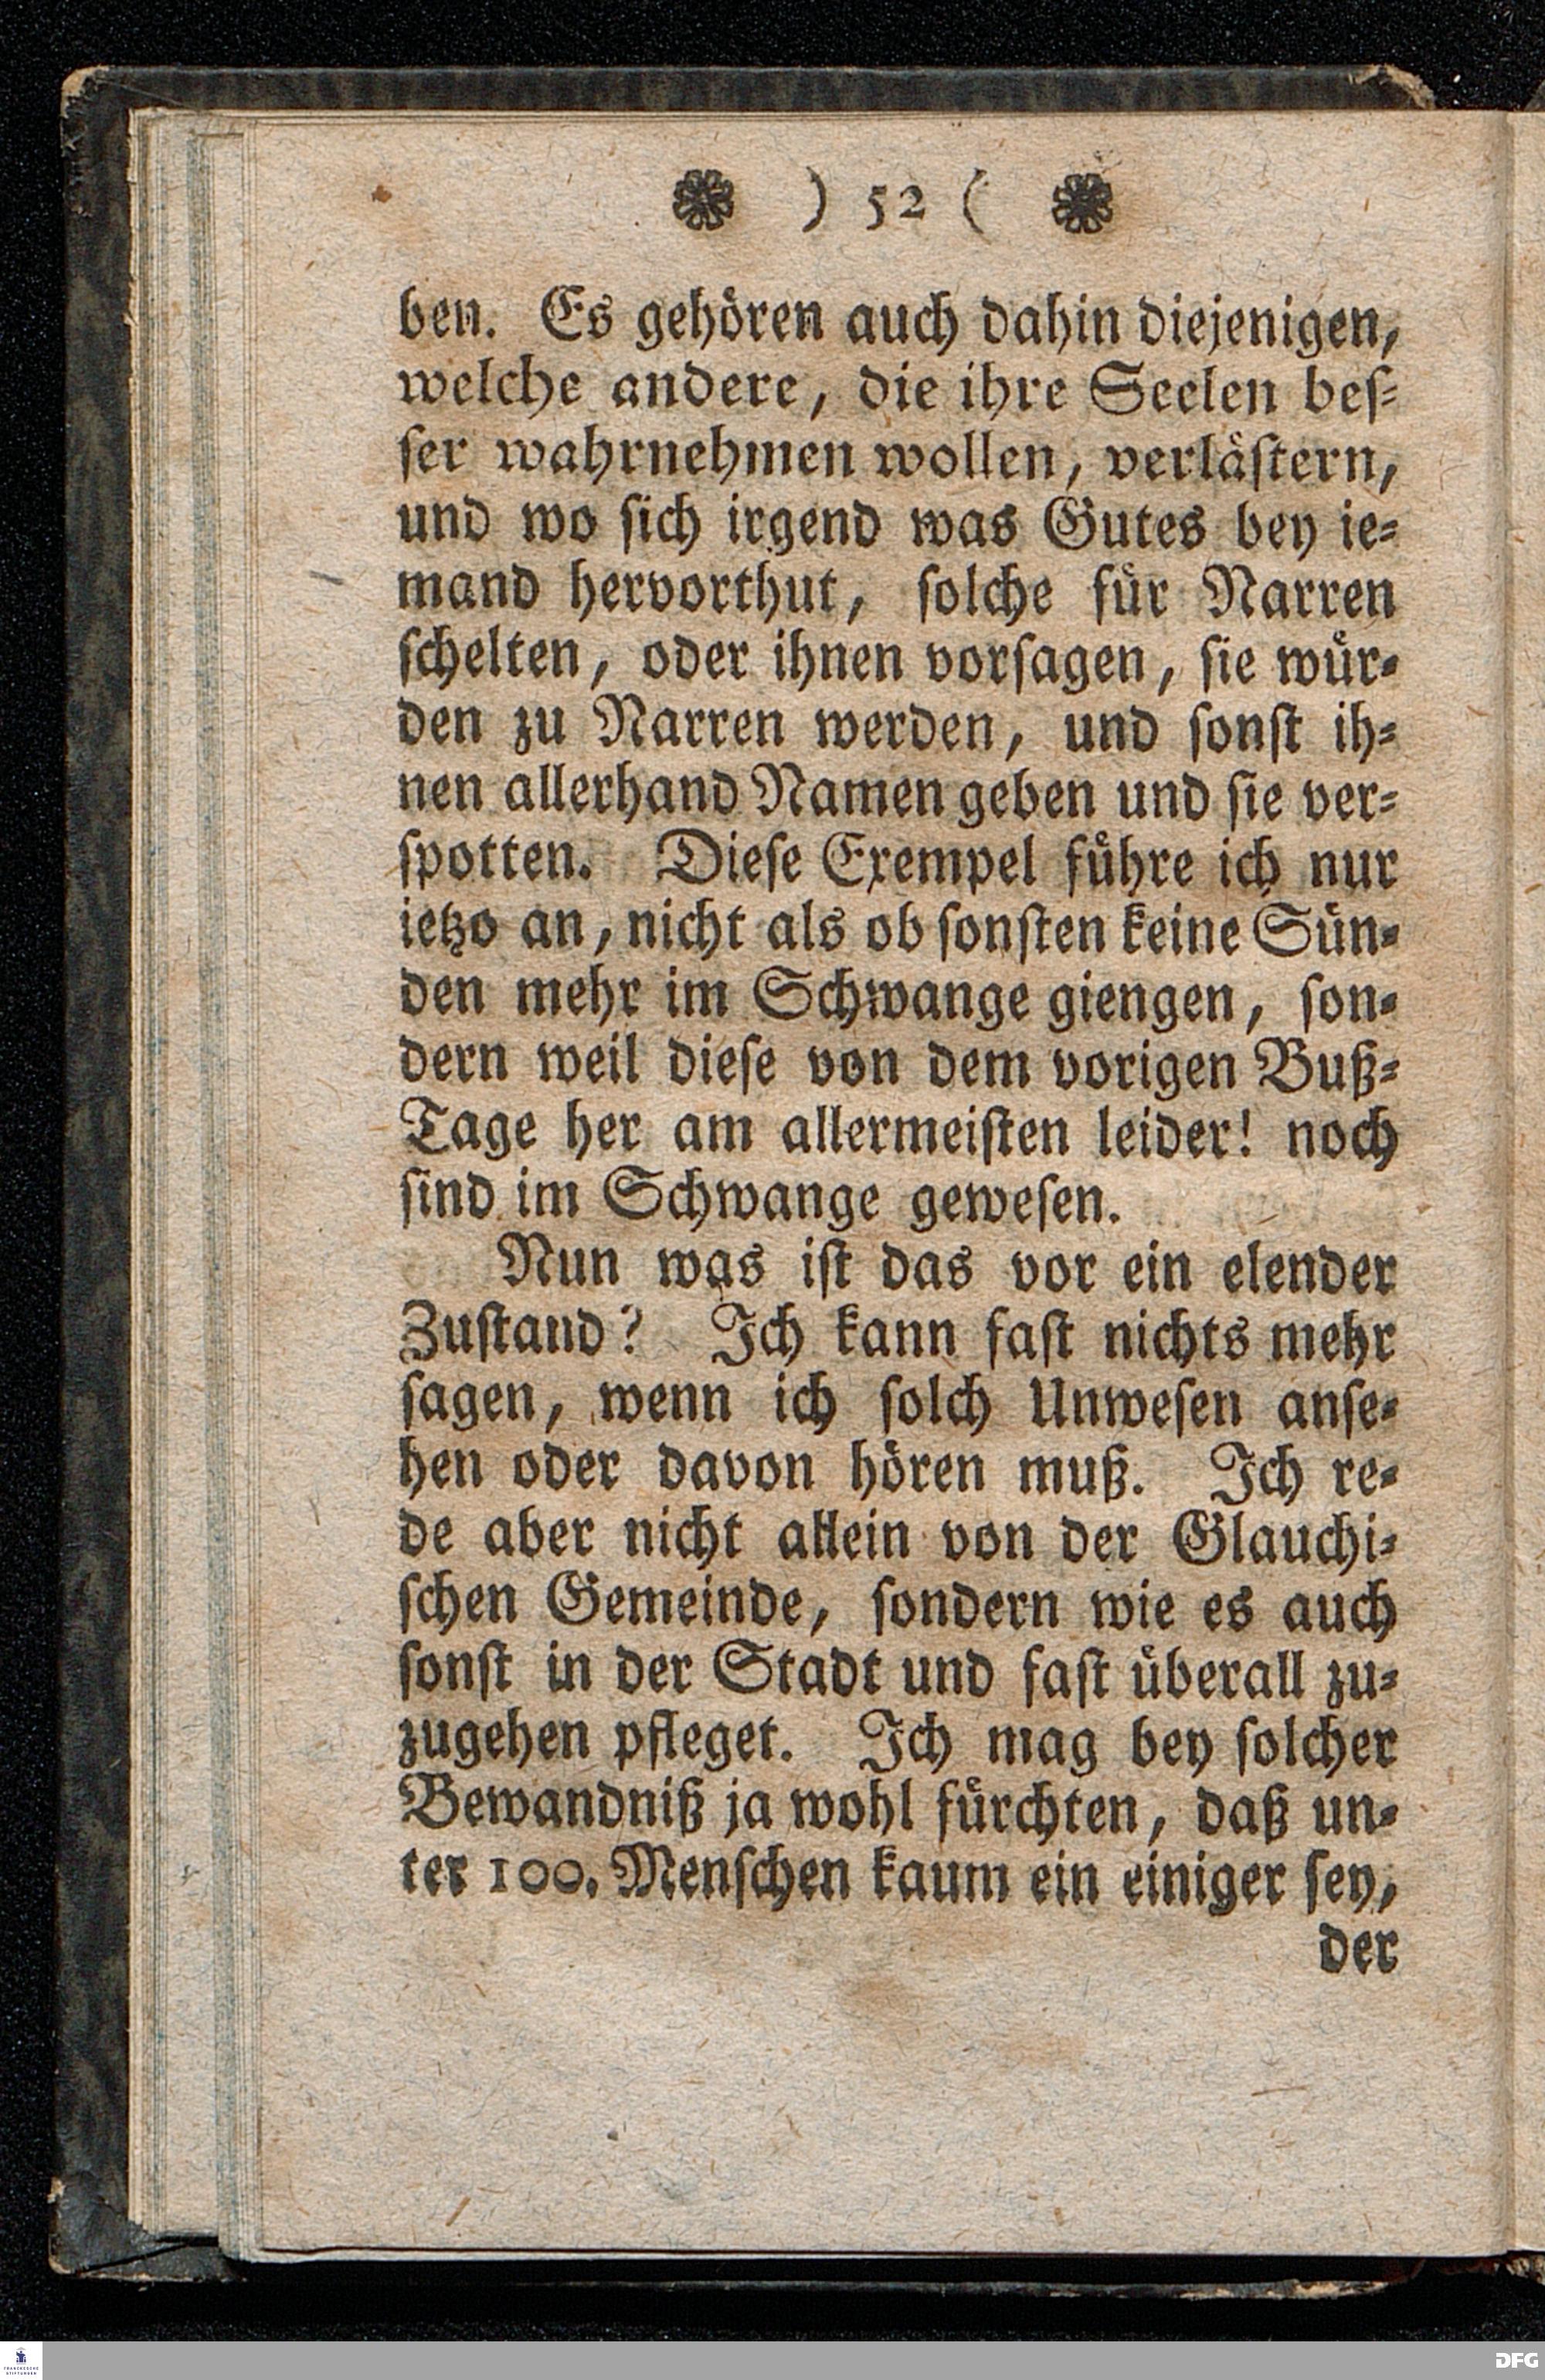 ) 52 (
ben. Es gehören auch dahin diejenigen,
welche andere, die ihre Seelen beſ-
ſer wahrnehmen wollen, verläſtern,
und wo ſich irgend was Gutes bey ie-
mand hervorthut, ſolche für Narren
ſchelten, oder ihnen vorſagen, ſie wür-
den zu Narren werden, und ſonſt ih-
nen allerhand Namen geben und ſie ver-
ſpotten. Dieſe Exempel führe ich nur
ietzo an, nicht als ob ſonſten keine Sün-
den mehr im Schwange giengen, ſon-
dern weil dieſe von dem vorigen Buß-
Tage her am allermeiſten leider! noch
ſind im Schwange geweſen.
Nun was iſt das vor ein elender
Zuſtand? Ich kann faſt nichts mehr
ſagen, wenn ich ſolch Unweſen anſe-
hen oder davon hören muß. Ich re-
de aber nicht allein von der Glauchi-
ſchen Gemeinde, ſondern wie es auch
ſonſt in der Stadt und faſt überall zu-
zugehen pfleget. Ich mag bey ſolcher
Bewandniß ja wohl fürchten, daß un-
ter 100. Menſchen kaum ein einiger ſey,
der
FRANCKESCHE
STIFTUNGEN
DFG